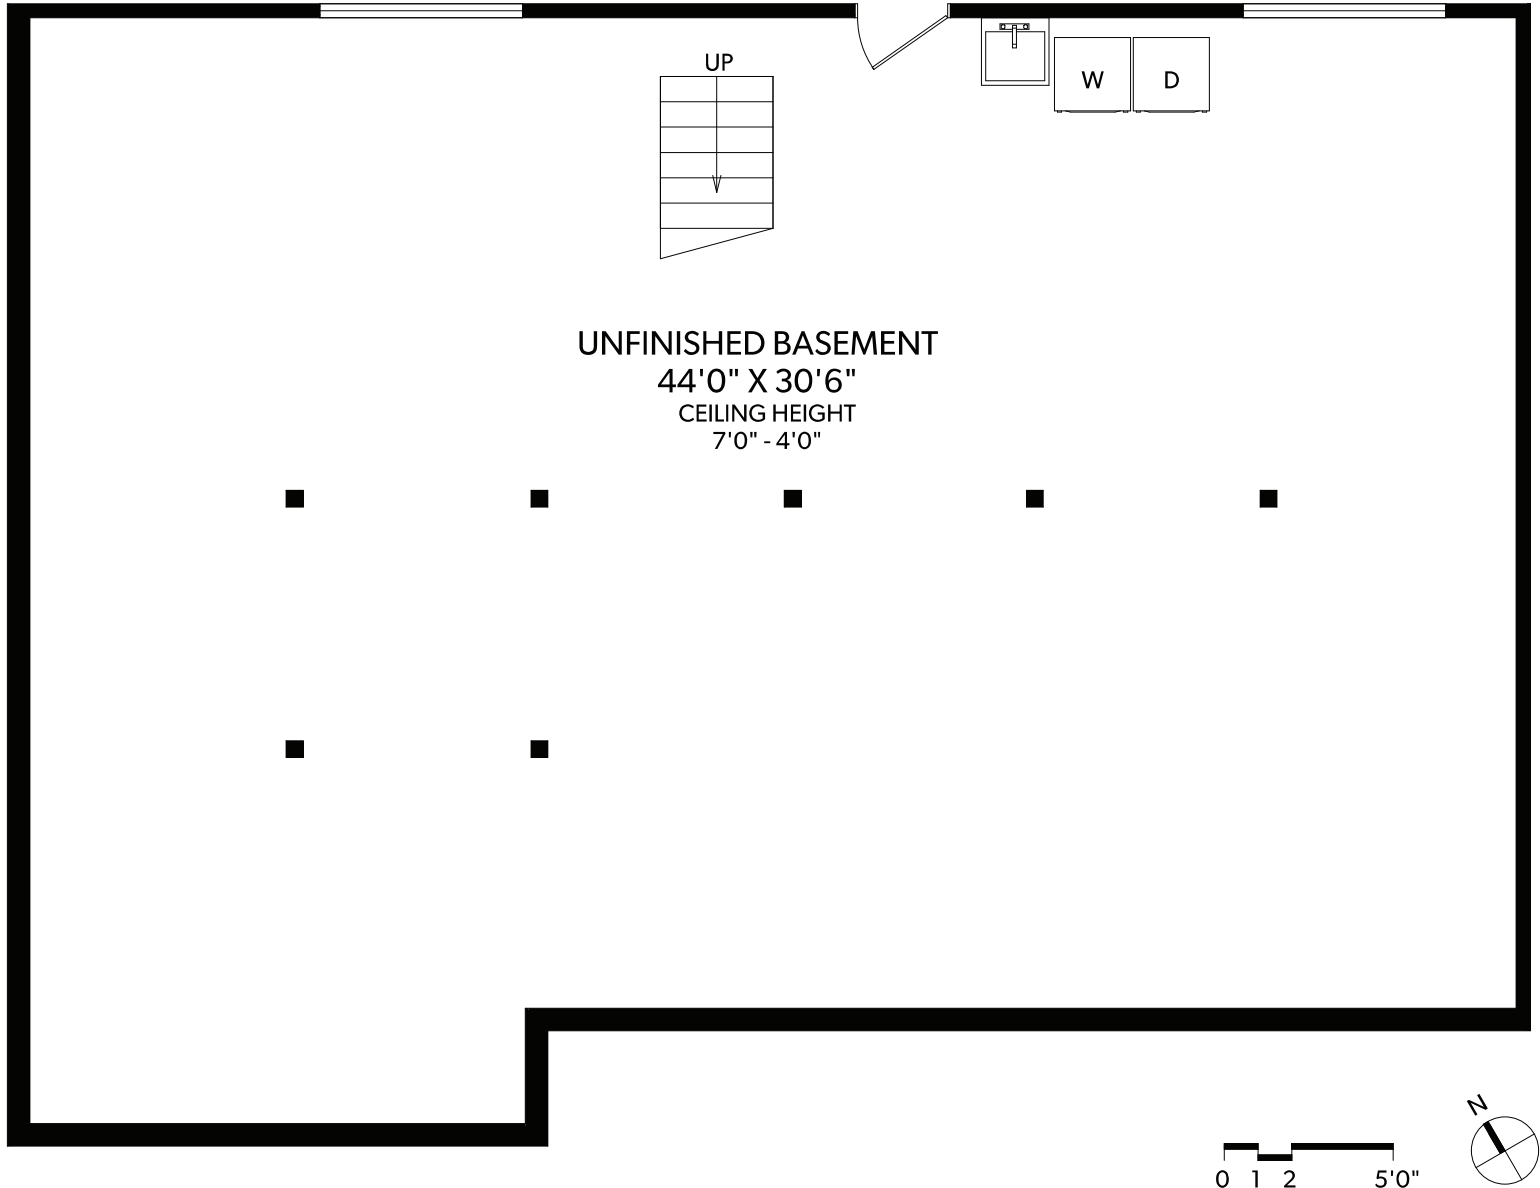 UP
W D
UNFINISHED BASEMENT
44'0" X 30'6"
CEILING HEIGHT
7'0" - 4'0"
N
0 1 2 5'0"